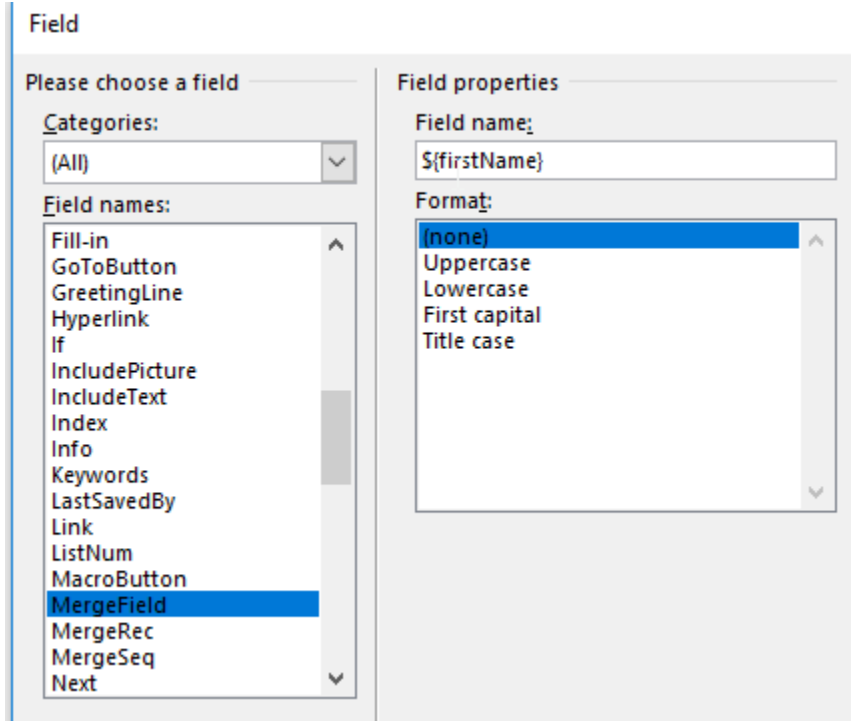 Field
Please choose a field
Categories:
(All)
Field names:
Fill-in
GoToButton
GreetingLine
Hyperlink
If
IncludePicture
IncludeText
Index
Info
Keywords
LastSavedBy
Link
ListNum
MacroButton
MergeField
MergeRec
MergeSeq
Next
Field properties
Field name:
${firstName}
Format:
(none)
Uppercase
Lowercase
First capital
Title case